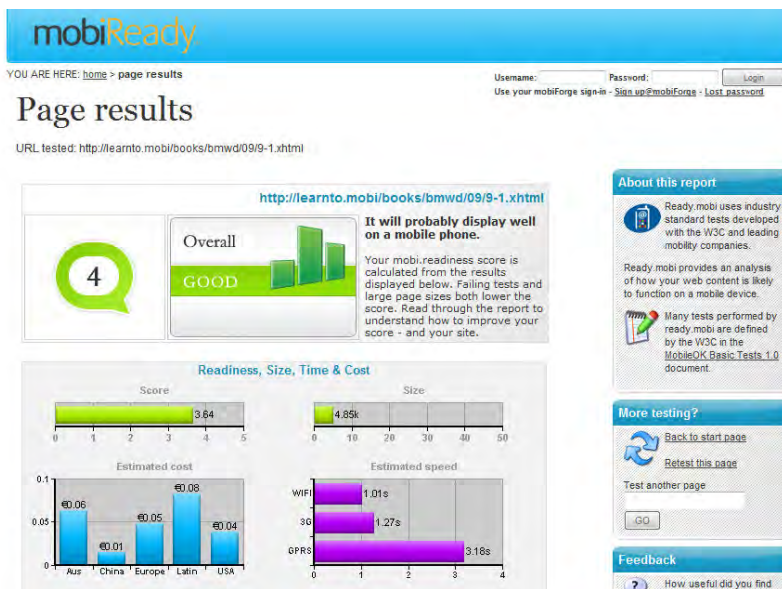 mobiReady
YOU ARE HERE: home > page results
Username: Password: Login
Use your mobiForge sign-in - Sign up@mobiForge - Lost password
Page results
URL tested: http://learnto.mobi/books/bmwd/09/9-1.xhtml
http://learnto.mobi/books/bmwd/09/9-1.xhtml
4
Overall
GOOD
It will probably display well
on a mobile phone.
Your mobi.readiness score is
calculated from the results
displayed below. Failing tests and
large page sizes both lower the
score. Read through the report to
understand how to improve your
score - and your site.
Readiness, Size, Time & Cost
Score
3.64
0 1 2 3 4 5
Size
4.85k
0 10 20 30 40 50
Estimated cost
0.1
0.05
0
€0.06
€0.01
€0.05
€0.08
€0.04
Aus China Europe Latin USA
Estimated speed
WIFI 1.01s
3G 1.27s
GPRS 3.18s
0 1 2 3 4
About this report
Ready.mobi uses industry
standard tests developed
with the W3C and leading
mobility companies.
Ready.mobi provides an analysis
of how your web content is likely
to function on a mobile device.
Many tests performed by
ready.mobi are defined
by the W3C in the
MobileOK Basic Tests 1.0
document.
More testing?
Back to start page
Retest this page
Test another page
GO
Feedback
How useful did you find